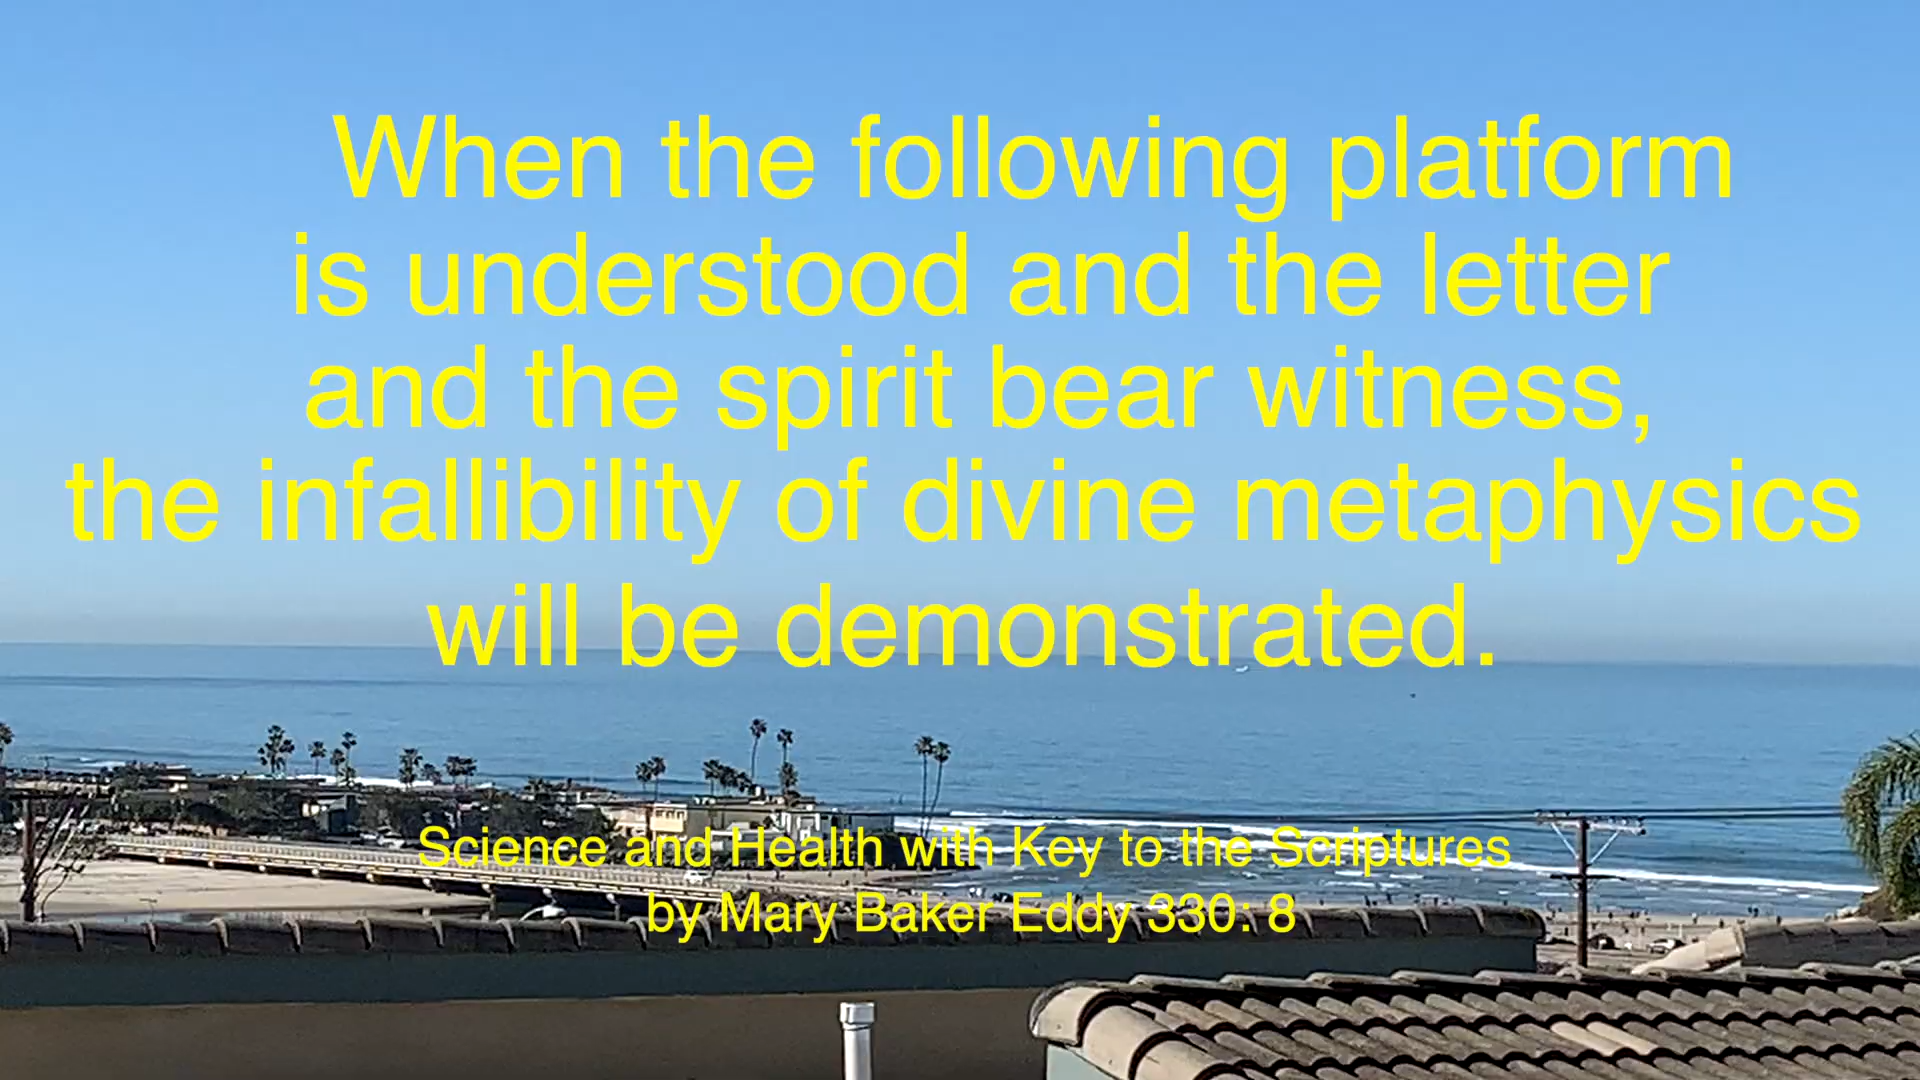 When the following platform
is understood and the letter
and the spirit bear witness,
the infallibility of divine metaphysics
will be demonstrated.
Science and Health with Key to the Scriptures
by Mary Baker Eddy 330: 8